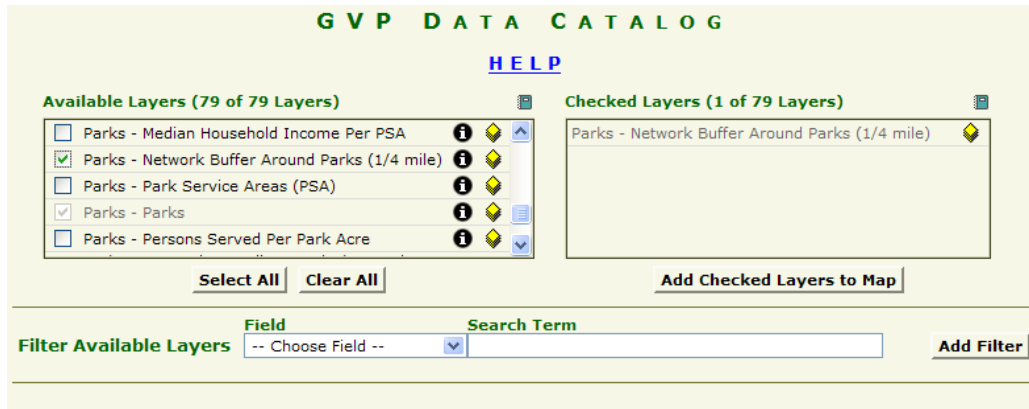 GVP DATA CATALOG
HELP
Available Layers (79 of 79 Layers)
Parks - Median Household Income Per PSA
Parks - Network Buffer Around Parks (1/4 mile)
Parks - Park Service Areas (PSA)
Parks - Parks
Parks - Persons Served Per Park Acre
Select All Clear All
Checked Layers (1 of 79 Layers)
Parks - Network Buffer Around Parks (1/4 mile)
Add Checked Layers to Map
Field Search Term
Filter Available Layers -- Choose Field -- Add Filter